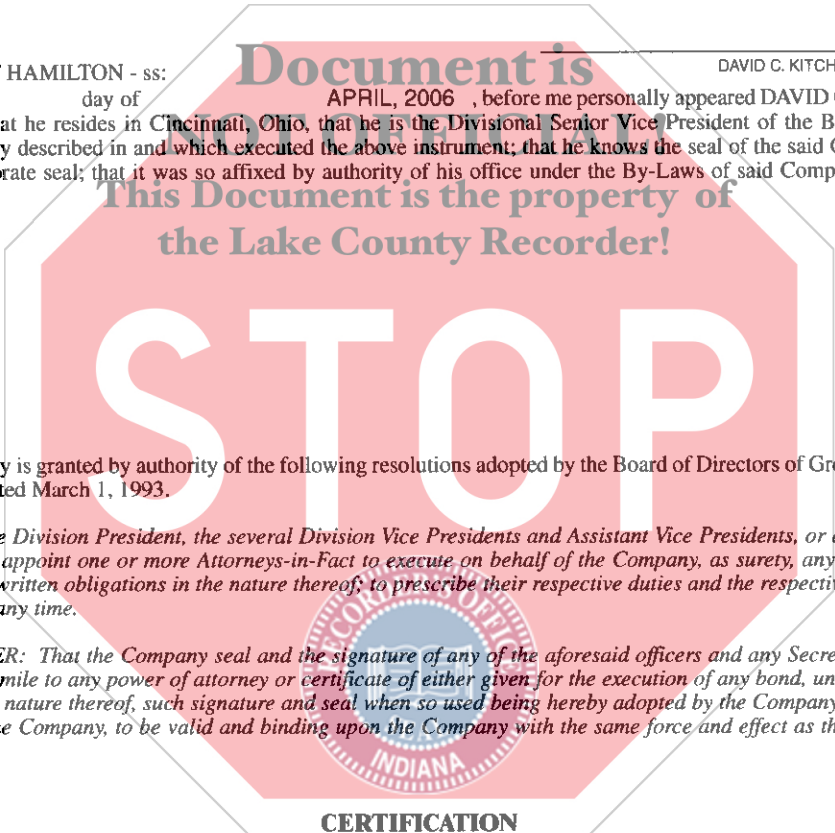 Document is
HAMILTON - ss:
DAVID C. KITCH
day of APRIL, 2006 , before me personally appeared DAVID
at he resides in Cincinnati, Ohio, that he is the Divisional Senior Vice President of the B
y described in and which executed the above instrument; that he knows the seal of the said
NOT OFFICIAL!
rate seal; that it was so affixed by authority of his office under the By-Laws of said Comp
This Document is the property of
the Lake County Recorder!
STOP
y is granted by authority of the following resolutions adopted by the Board of Directors of Gre
ted March 1, 1993.
e Division President, the several Division Vice Presidents and Assistant Vice Presidents, or
appoint one or more Attorneys-in-Fact to execute on behalf of the Company, as surety, any
written obligations in the nature thereof; to prescribe their respective duties and the respectiv
any time.
ER: That the Company seal and the signature of any of the aforesaid officers and any Secre
mile to any power of attorney or certificate of either given for the execution of any bond, un
nature thereof, such signature and seal when so used being hereby adopted by the Company
e Company, to be valid and binding upon the Company with the same force and effect as th
INDIANA
CERTIFICATION